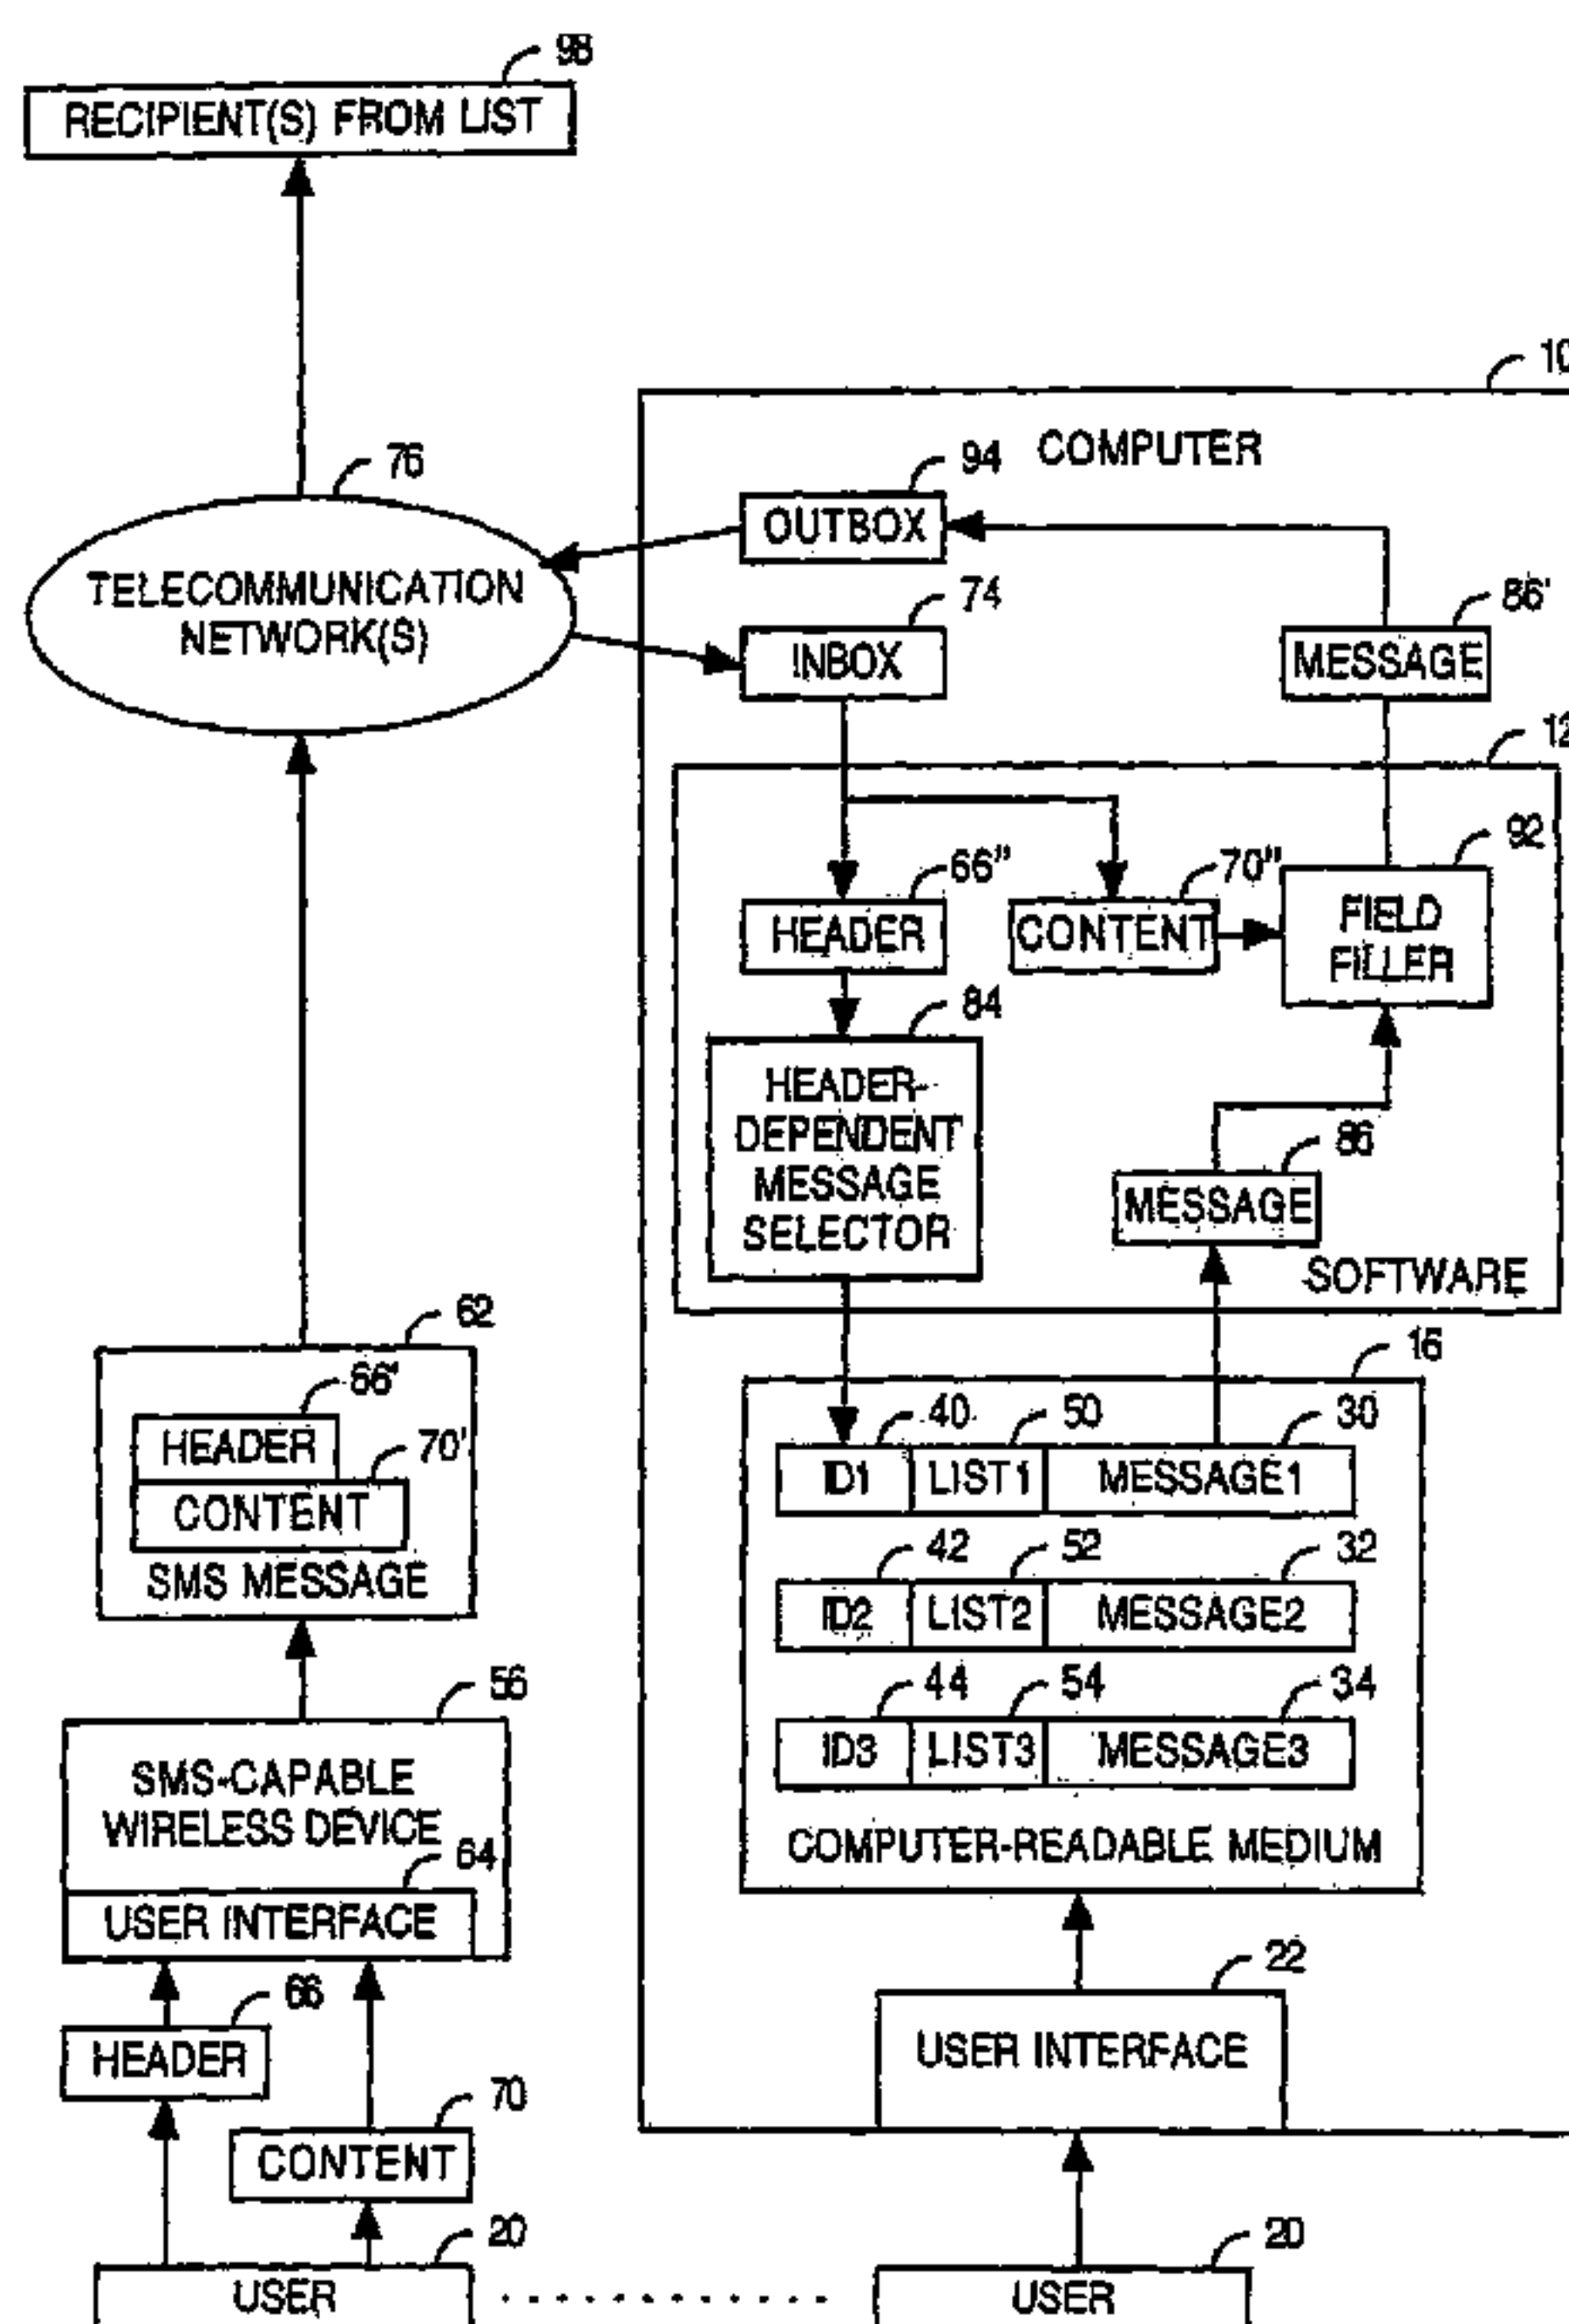 98
RECIPIENT(S) FROM LIST
10
76
94
COMPUTER
OUTBOX
TELECOMMUNICATION
NETWORK(S)
74
86'
INBOX
MESSAGE
12
66"
70"
92
HEADER
CONTENT
FIELD
FILLER
84
HEADER-
DEPENDENT
MESSAGE
SELECTOR
86
MESSAGE
SOFTWARE
62
16
66'
HEADER
70'
CONTENT
SMS MESSAGE
40
50
30
ID1
LIST1
MESSAGE1
42
52
32
ID2
LIST2
MESSAGE2
44
54
34
ID3
LIST3
MESSAGE3
COMPUTER-READABLE MEDIUM
56
SMS-CAPABLE
WIRELESS DEVICE
64
USER INTERFACE
66
HEADER
22
USER INTERFACE
70
CONTENT
20
USER
20
USER